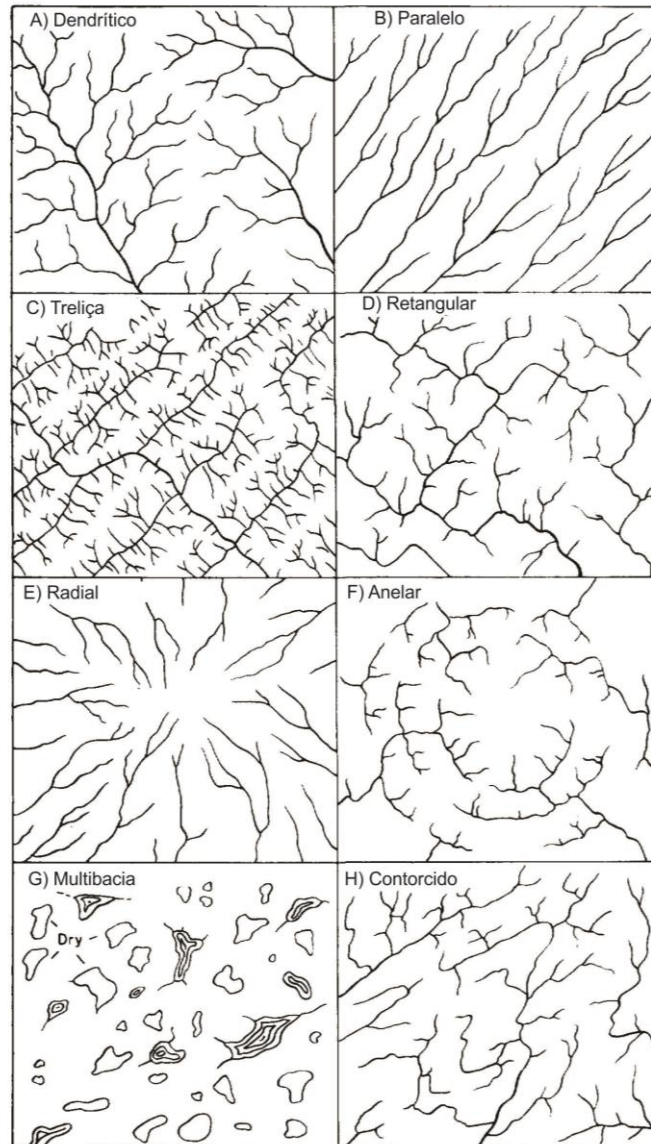 A) Dendrítico
B) Paralelo
C) Treliça
D) Retangular
E) Radial
F) Anelar
G) Multibacia
Dry
H) Contorcido